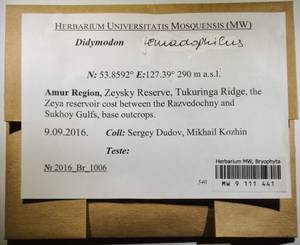 HERBARIUM UNIVERSITATIS MOSQUENSIS (MW)
Didymodon
N: 53.8592° E:127.39° 290 m a.s.l.
Amur Region, Zeysky Reserve, Tukuringa Ridge, the
Zeya reservoir cost between the Razvedochny and
Sukhoy Gulfs, base outcrops.
9.09.2016. Coll: Sergey Dudov, Mikhail Kozhin
Teste:
№ 2016_Br_1006
Herbarium MW, Bryophyta
540
MW 9 111 441